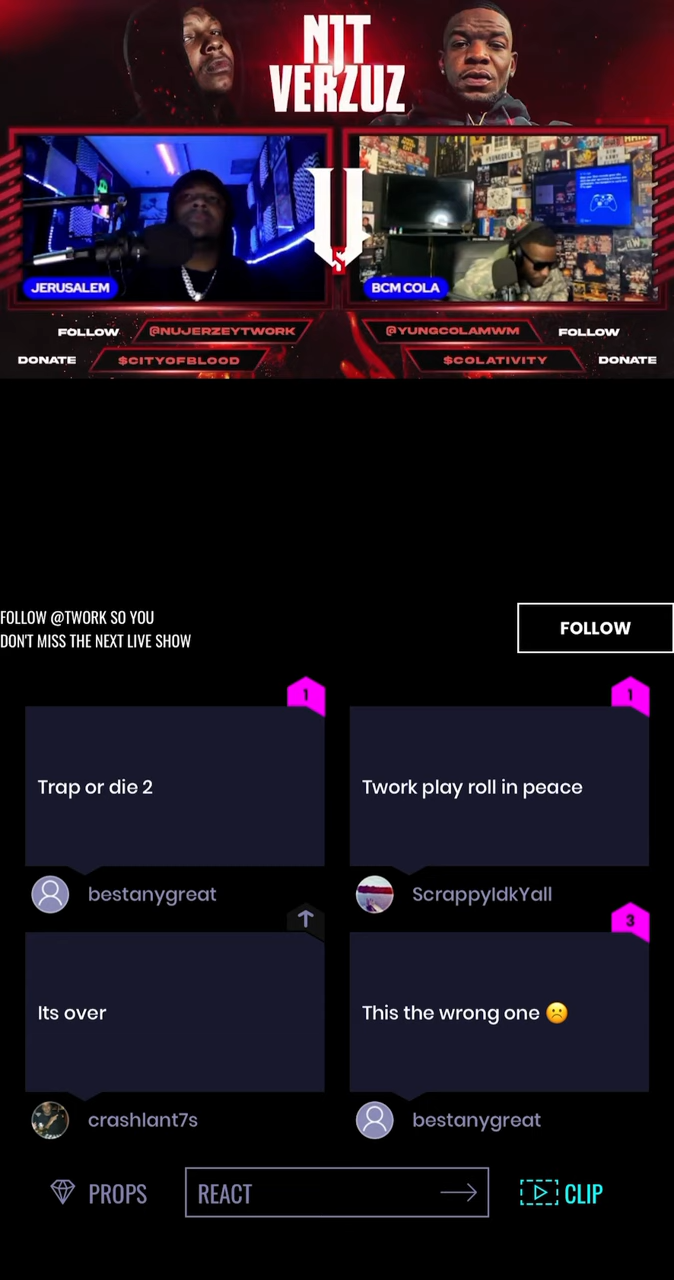 NJT
VERZUZ
V
S
JERUSALEM
BCM COLA
FOLLOW
@NUJERZEYTWORK
@YUNGCOLAMWM
FOLLOW
DONATE
$CITYOFBLOOD
$COLATIVITY
DONATE
FOLLOW @TWORK SO YOU
DON'T MISS THE NEXT LIVE SHOW
FOLLOW
1
1
Trap or die 2
Twork play roll in peace
bestanygreat
ScrappyIdkYall
3
Its over
This the wrong one ☹️
crashlant7s
bestanygreat
PROPS
REACT
CLIP